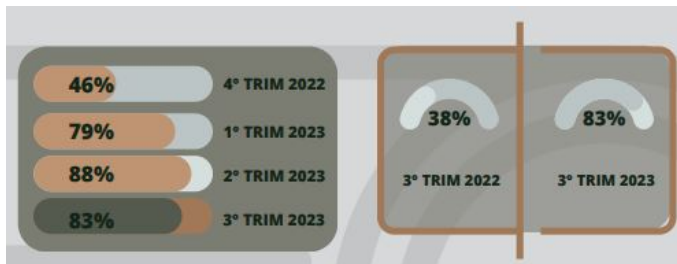 46% 4º TRIM 2022
79% 1º TRIM 2023
88% 2º TRIM 2023
83% 3º TRIM 2023
38%
3º TRIM 2022
83%
3º TRIM 2023